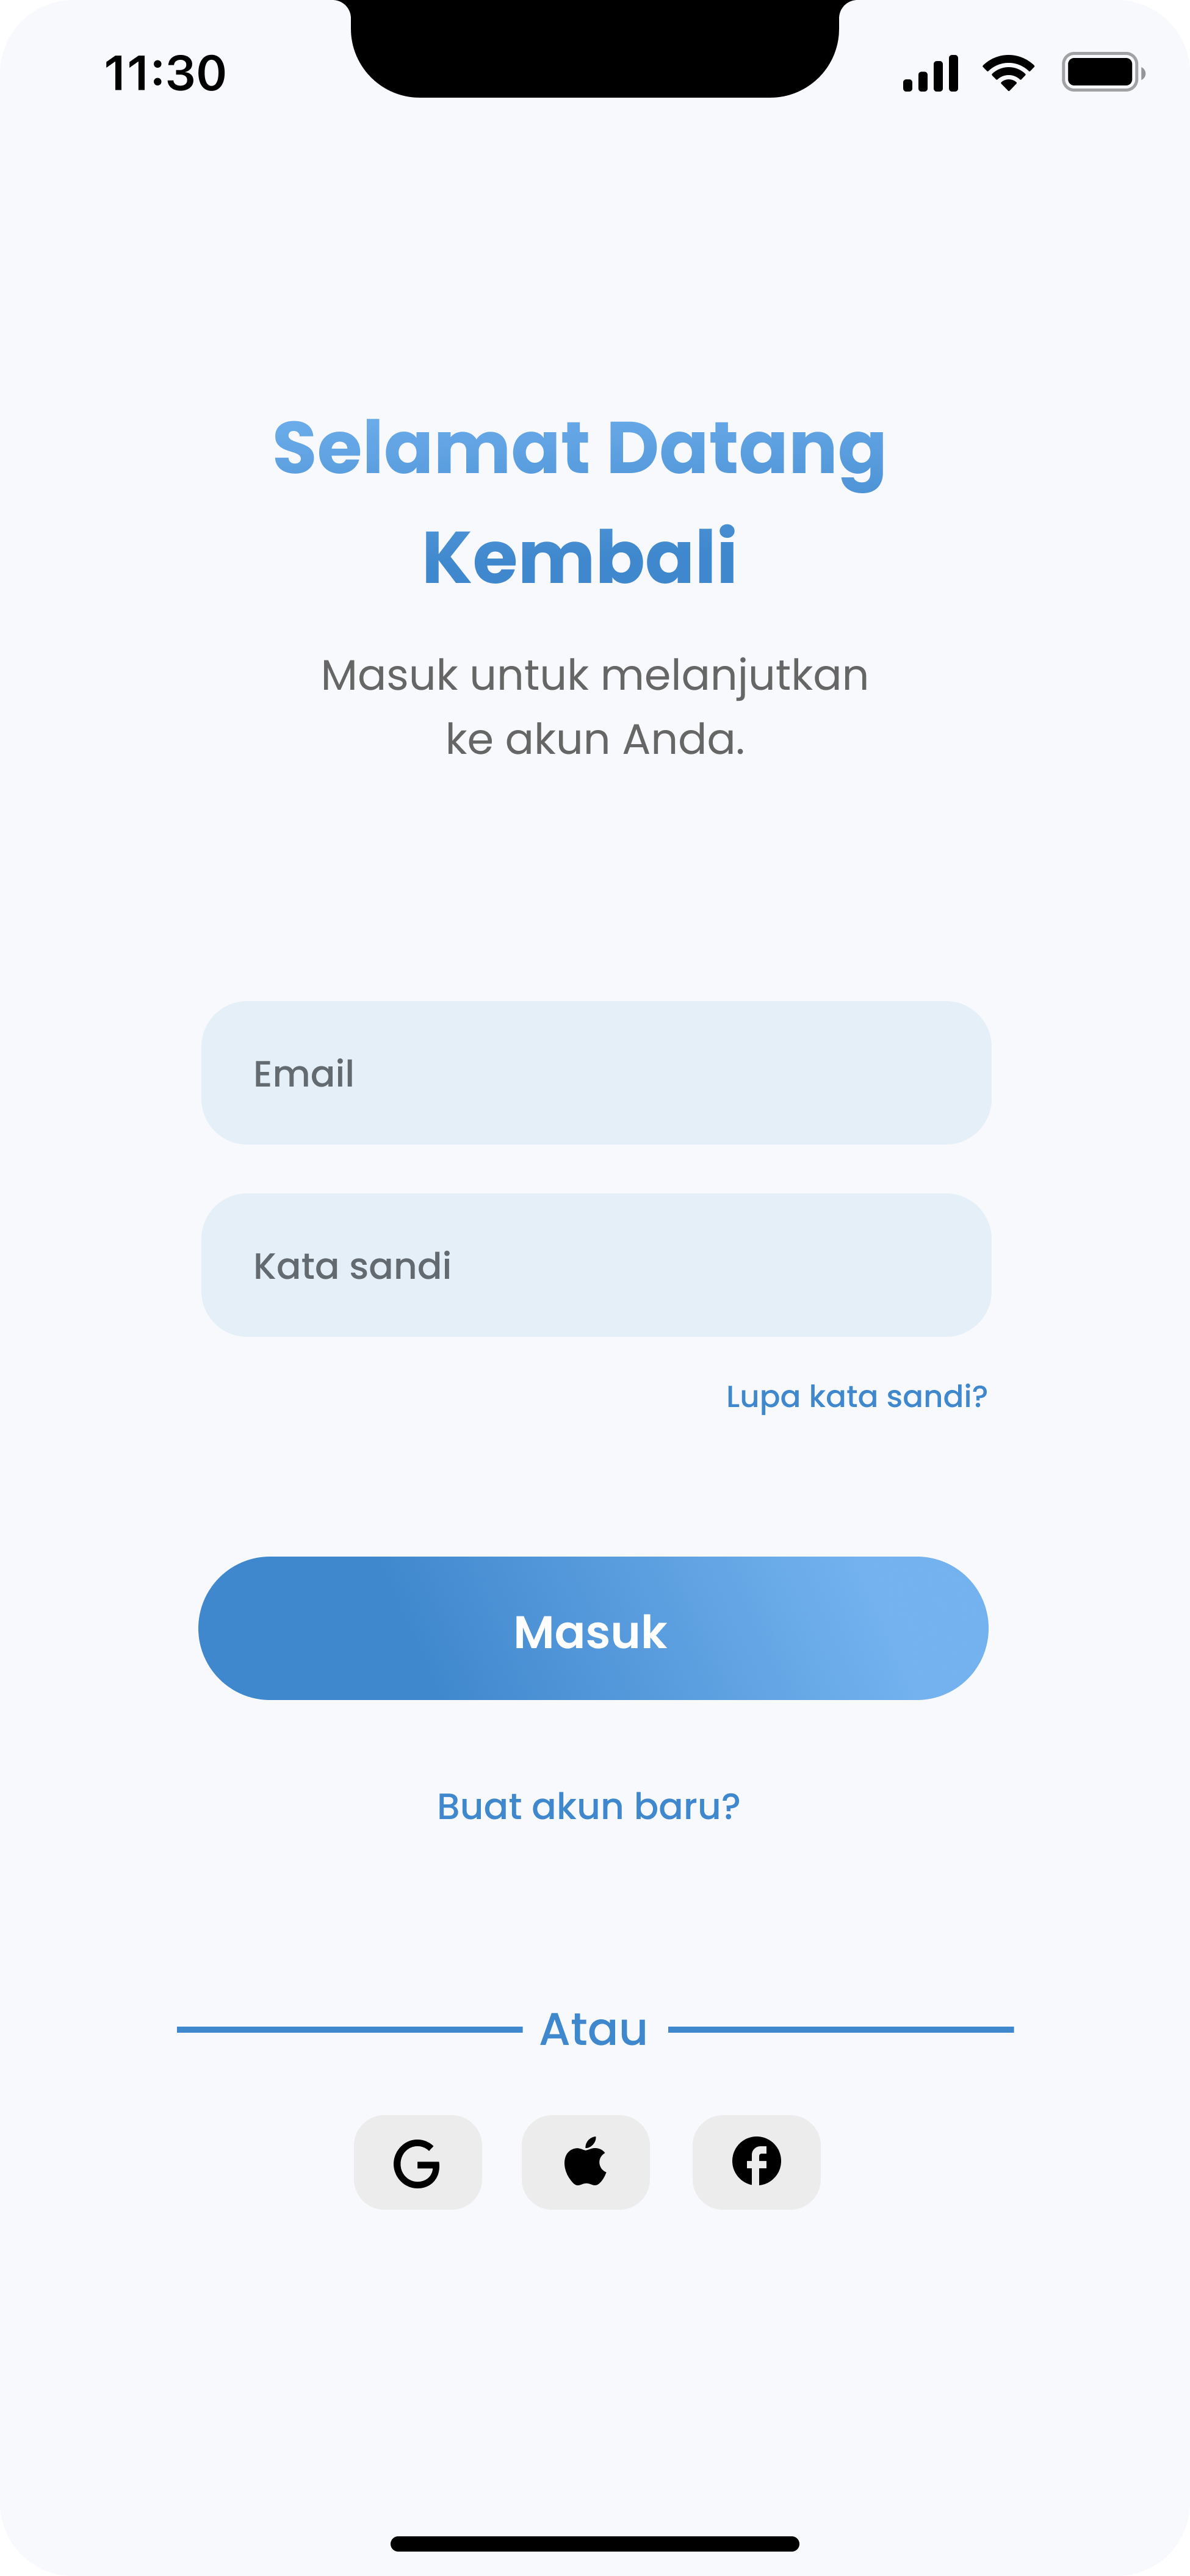 11:30
Selamat Datang
Kembali
Masuk untuk melanjutkan
ke akun Anda.
Email
Kata sandi
Lupa kata sandi?
Masuk
Buat akun baru?
Atau